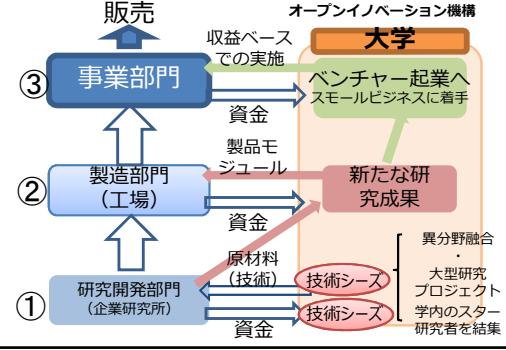 販売
オープンイノベーション機構
大学
収益ベース
での実施
③
事業部門
ベンチャー起業へ
スモールビジネスに着手
資金
製品モ
ジュール
②
製造部門
（工場）
新たな研
究成果
資金
原材料
（技術）
異分野融合
・
大型研究
プロジェクト
学内のスター
研究者を結集
技術シーズ
①
研究開発部門
（企業研究所）
技術シーズ
資金